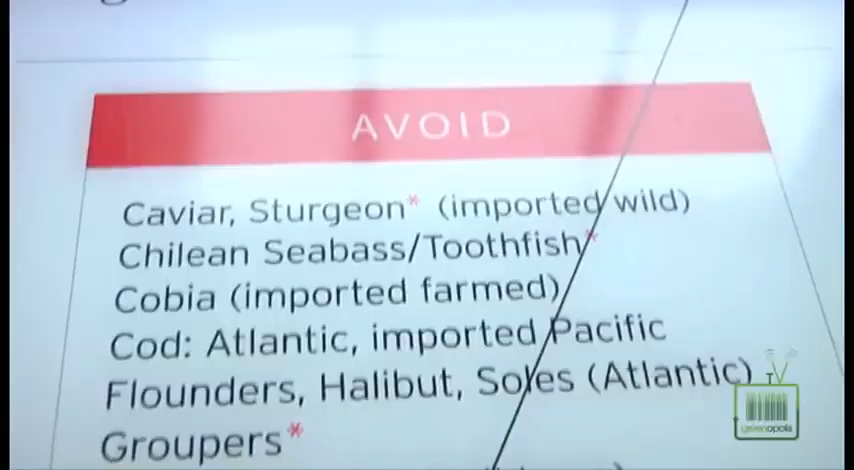 AVOID
Caviar, Sturgeon* (imported wild)
Chilean Seabass/Toothfish*
Cobia (imported farmed)
Cod: Atlantic, imported Pacific
Flounders, Halibut, Soles (Atlantic)
Groupers*
greenopolis